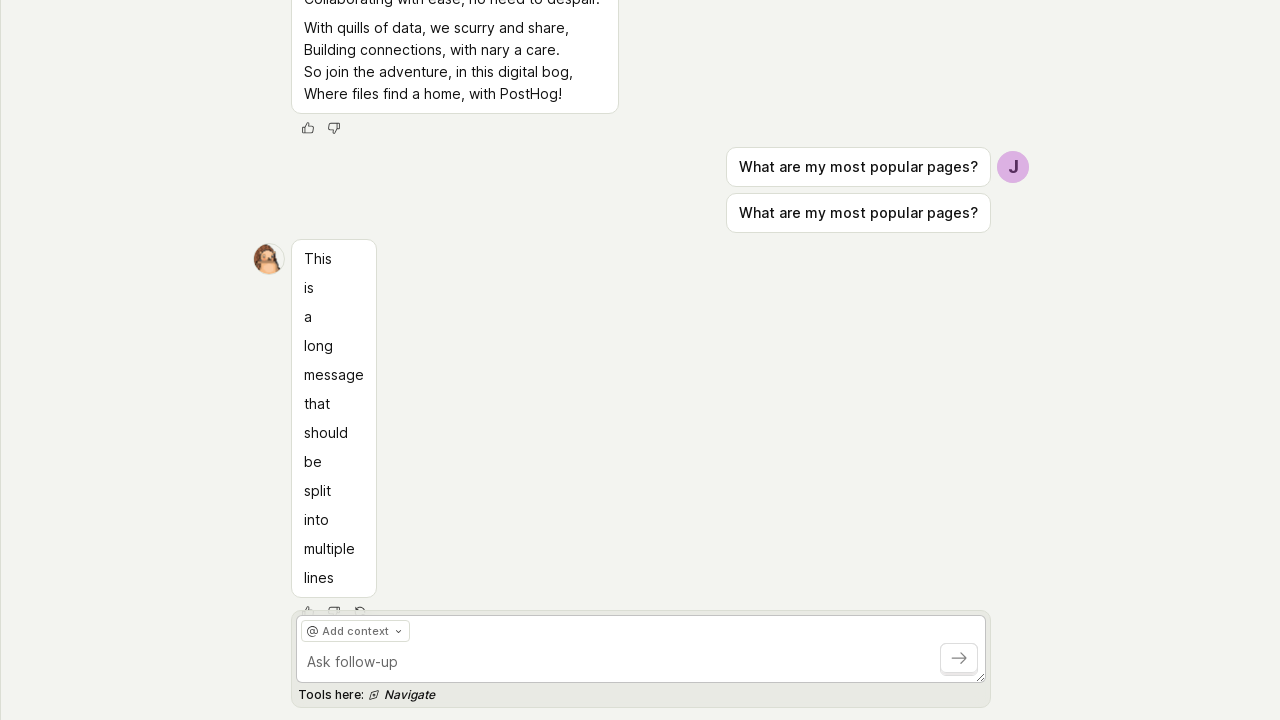 Collaborating with ease, no need to despair.
With quills of data, we scurry and share,
Building connections, with nary a care.
So join the adventure, in this digital bog,
Where files find a home, with PostHog!
What are my most popular pages?
J
What are my most popular pages?
This
is
a
long
message
that
should
be
split
into
multiple
lines
@ Add context
Ask follow-up
Tools here: Navigate